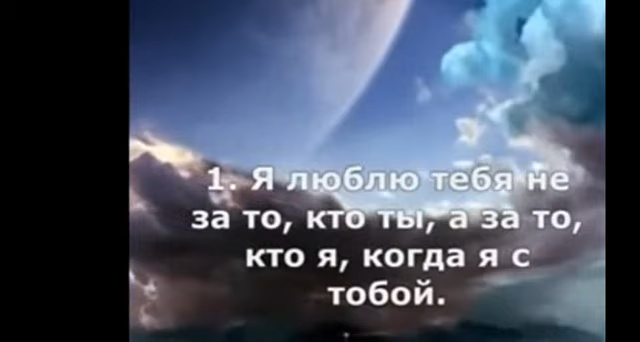 1. Я люблю тебя не
за то, кто ты, а за то,
кто я, когда я с
тобой.